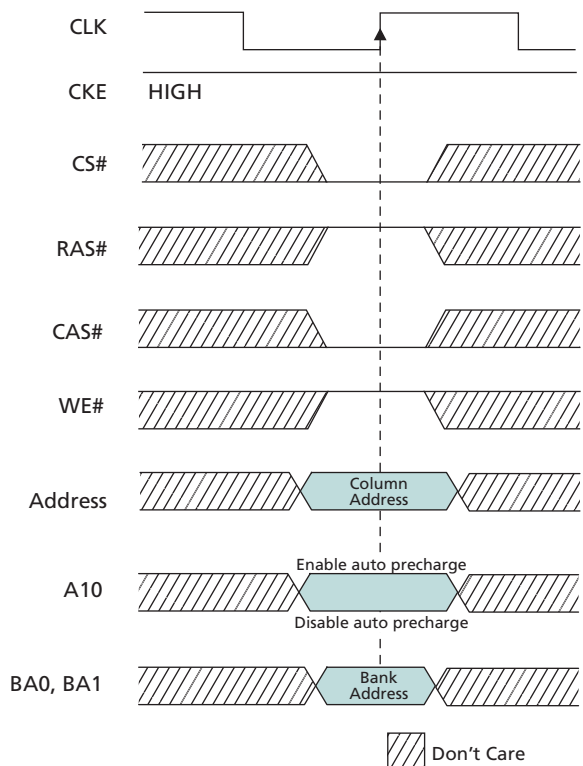 CLK
CKE HIGH
CS#
RAS#
CAS#
WE#
Address
Column
Address
A10
Enable auto precharge
Disable auto precharge
BA0, BA1
Bank
Address
Don't Care